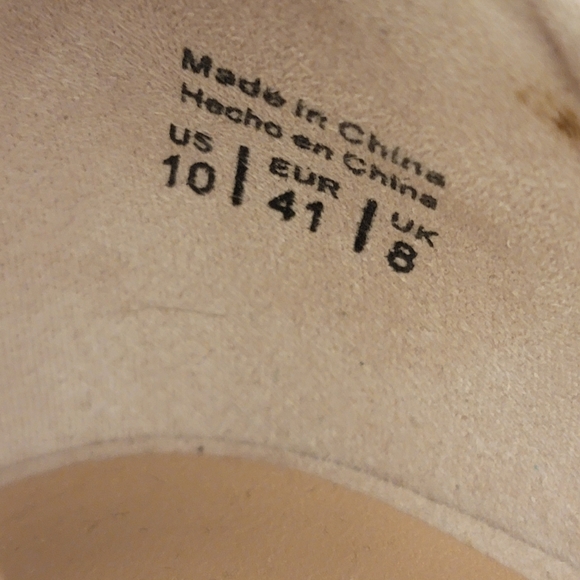 Made in China
Hecho en China
US | EUR | UK
10 | 41 | 8